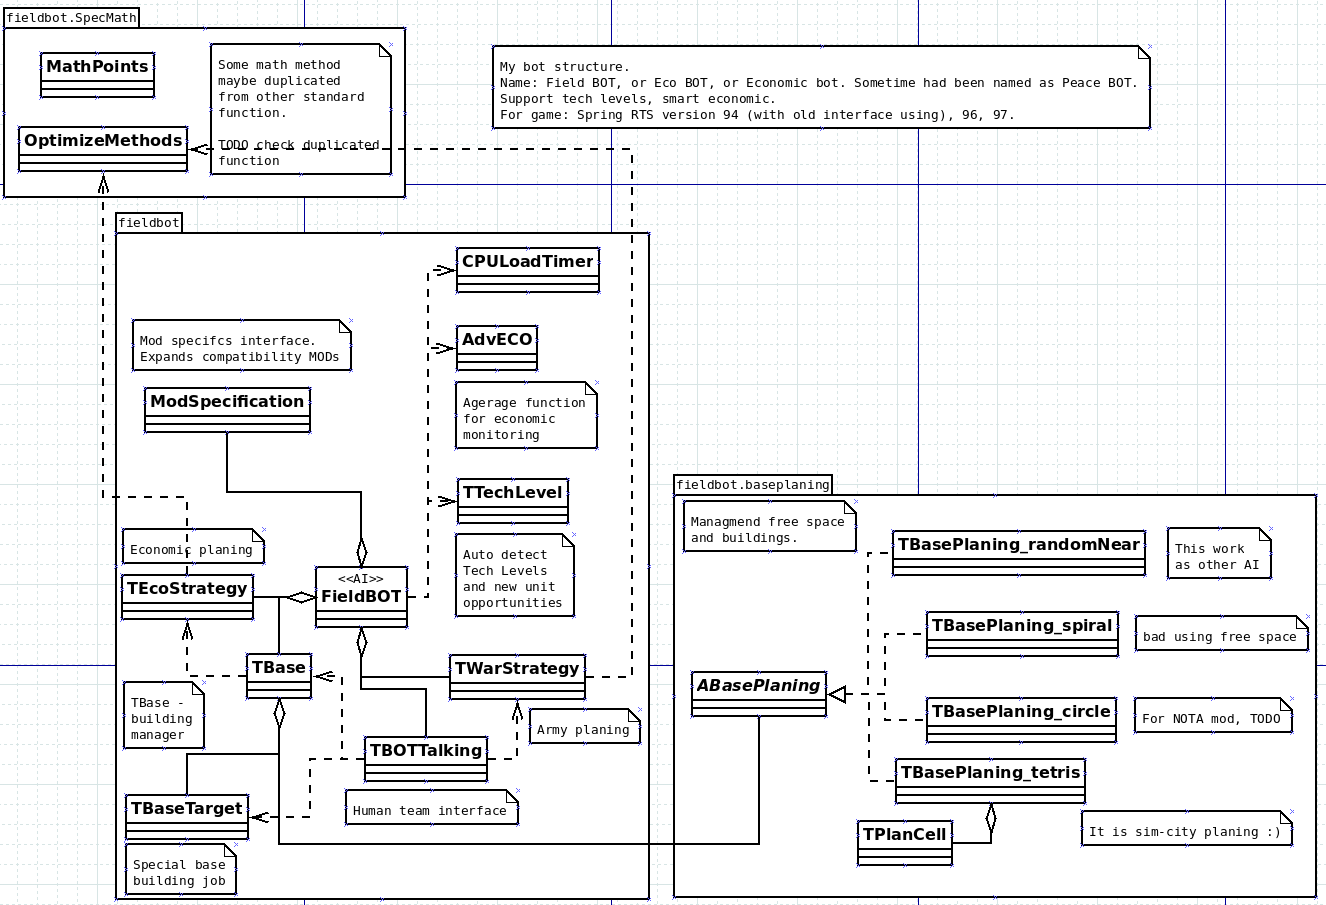 fieldbot.SpecMath
MathPoints
Some math method
maybe duplicated
from other standard
function.
TODO check duplicated
function
OptimizeMethods
My bot structure.
Name: Field BOT, or Eco BOT, or Economic bot. Sometime had been named as Peace BOT.
Support tech levels, smart economic.
For game: Spring RTS version 94 (with old interface using), 96, 97.
fieldbot
CPULoadTimer
Mod specifcs interface.
Expands compatibility MODs
AdvECO
ModSpecification
Agerage function
for economic
monitoring
TTechLevel
Auto detect
Tech Levels
and new unit
opportunities
Economic planing
TEcoStrategy
<<AI>>
FieldBOT
TBase
TWarStrategy
TBase -
building
manager
Army planing
TBOTTalking
Human team interface
TBaseTarget
Special base
building job
fieldbot.baseplaning
Managmend free space
and buildings.
TBasePlaning_randomNear
This work
as other AI
TBasePlaning_spiral
bad using free space
ABasePlaning
TBasePlaning_circle
For NOTA mod, TODO
TBasePlaning_tetris
TPlanCell
It is sim-city planing :)